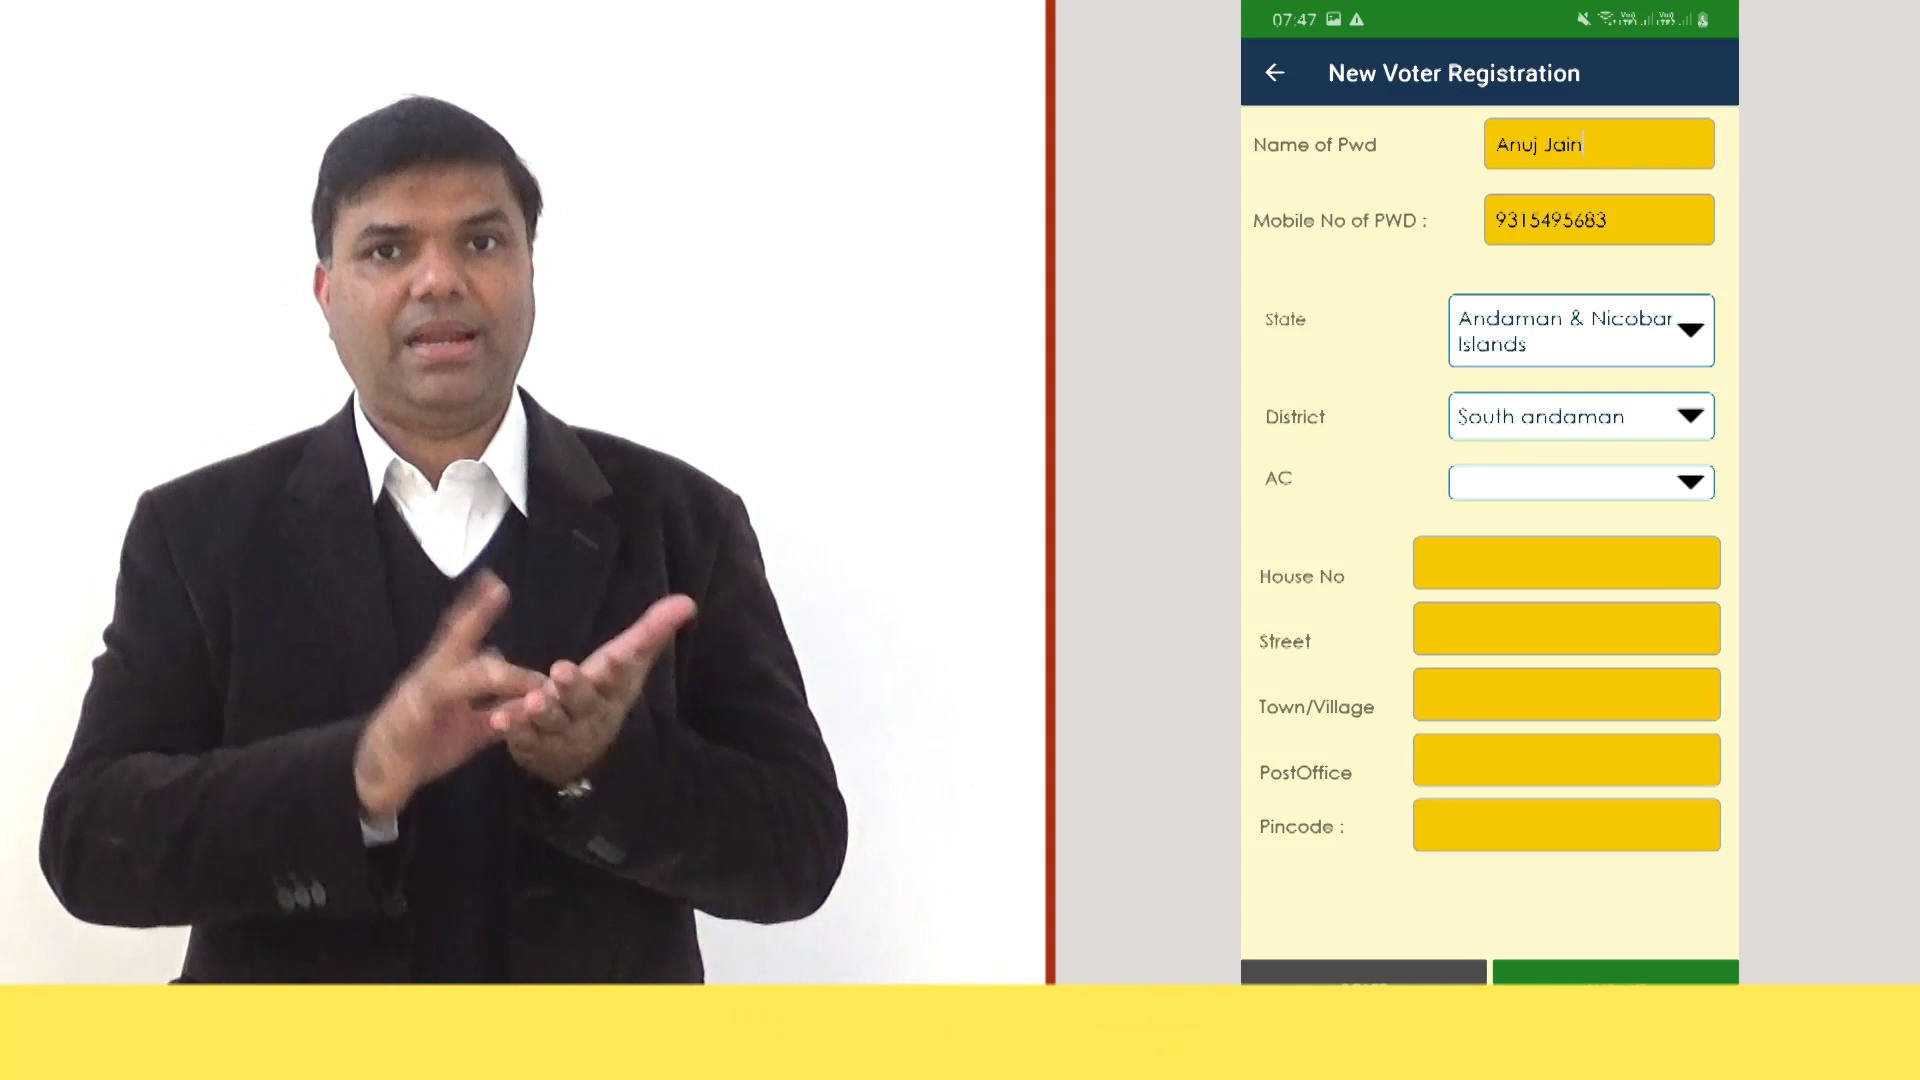 07:47
New Voter Registration
Name of Pwd
Anuj Jain
Mobile No of PWD :
9315495683
State
Andaman & Nicobar
Islands
District
South andaman
AC
House No
Street
Town/Village
PostOffice
Pincode :